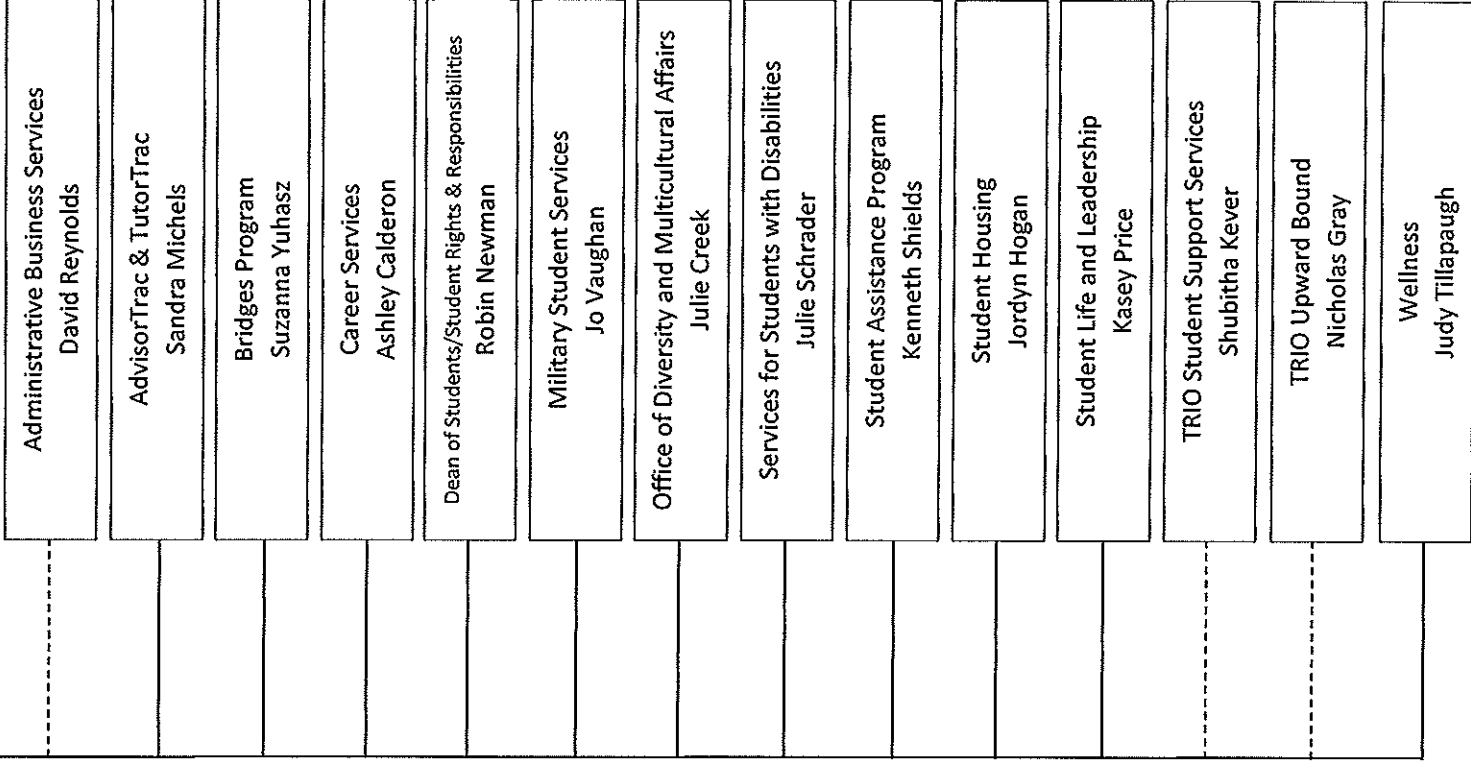 Administrative Business Services
David Reynolds
AdvisorTrac & TutorTrac
Sandra Michels
Bridges Program
Suzanna Yuhasz
Career Services
Ashley Calderon
Dean of Students/Student Rights & Responsibilities
Robin Newman
Military Student Services
Jo Vaughan
Office of Diversity and Multicultural Affairs
Julie Creek
Services for Students with Disabilities
Julie Schrader
Student Assistance Program
Kenneth Shields
Student Housing
Jordyn Hogan
Student Life and Leadership
Kasey Price
TRIO Student Support Services
Shubitha Kever
TRIO Upward Bound
Nicholas Gray
Wellness
Judy Tillapaugh